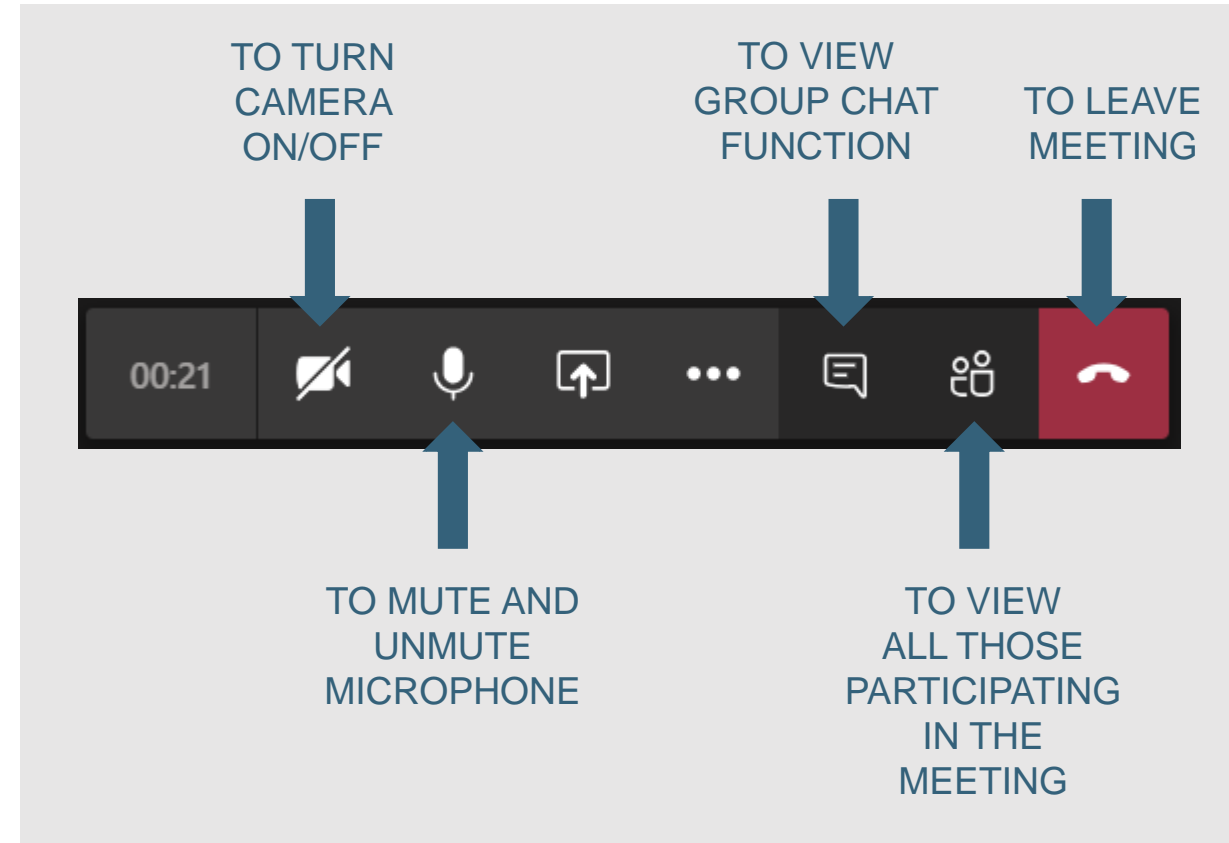 TO TURN
CAMERA
ON/OFF
TO VIEW
GROUP CHAT
FUNCTION
TO LEAVE
MEETING
00:21
TO MUTE AND
UNMUTE
MICROPHONE
TO VIEW
ALL THOSE
PARTICIPATING
IN THE
MEETING